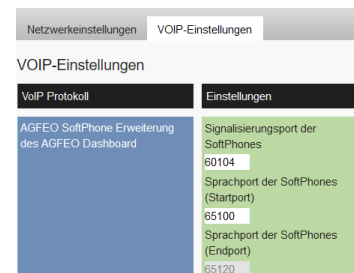 Netzwerkeinstellungen VOIP-Einstellungen
VOIP-Einstellungen
VoIP Protokoll Einstellungen
AGFEO SoftPhone Erweiterung
des AGFEO Dashboard
Signalisierungsport der
SoftPhones
60104
Sprachport der SoftPhones
(Startport)
65100
Sprachport der SoftPhones
(Endport)
65120